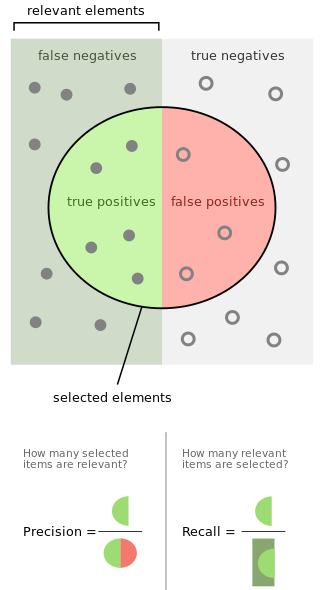 relevant elements
false negatives
true negatives
true positives
false positives
selected elements
How many selected
items are relevant?
How many relevant
items are selected?
Precision =
Recall =